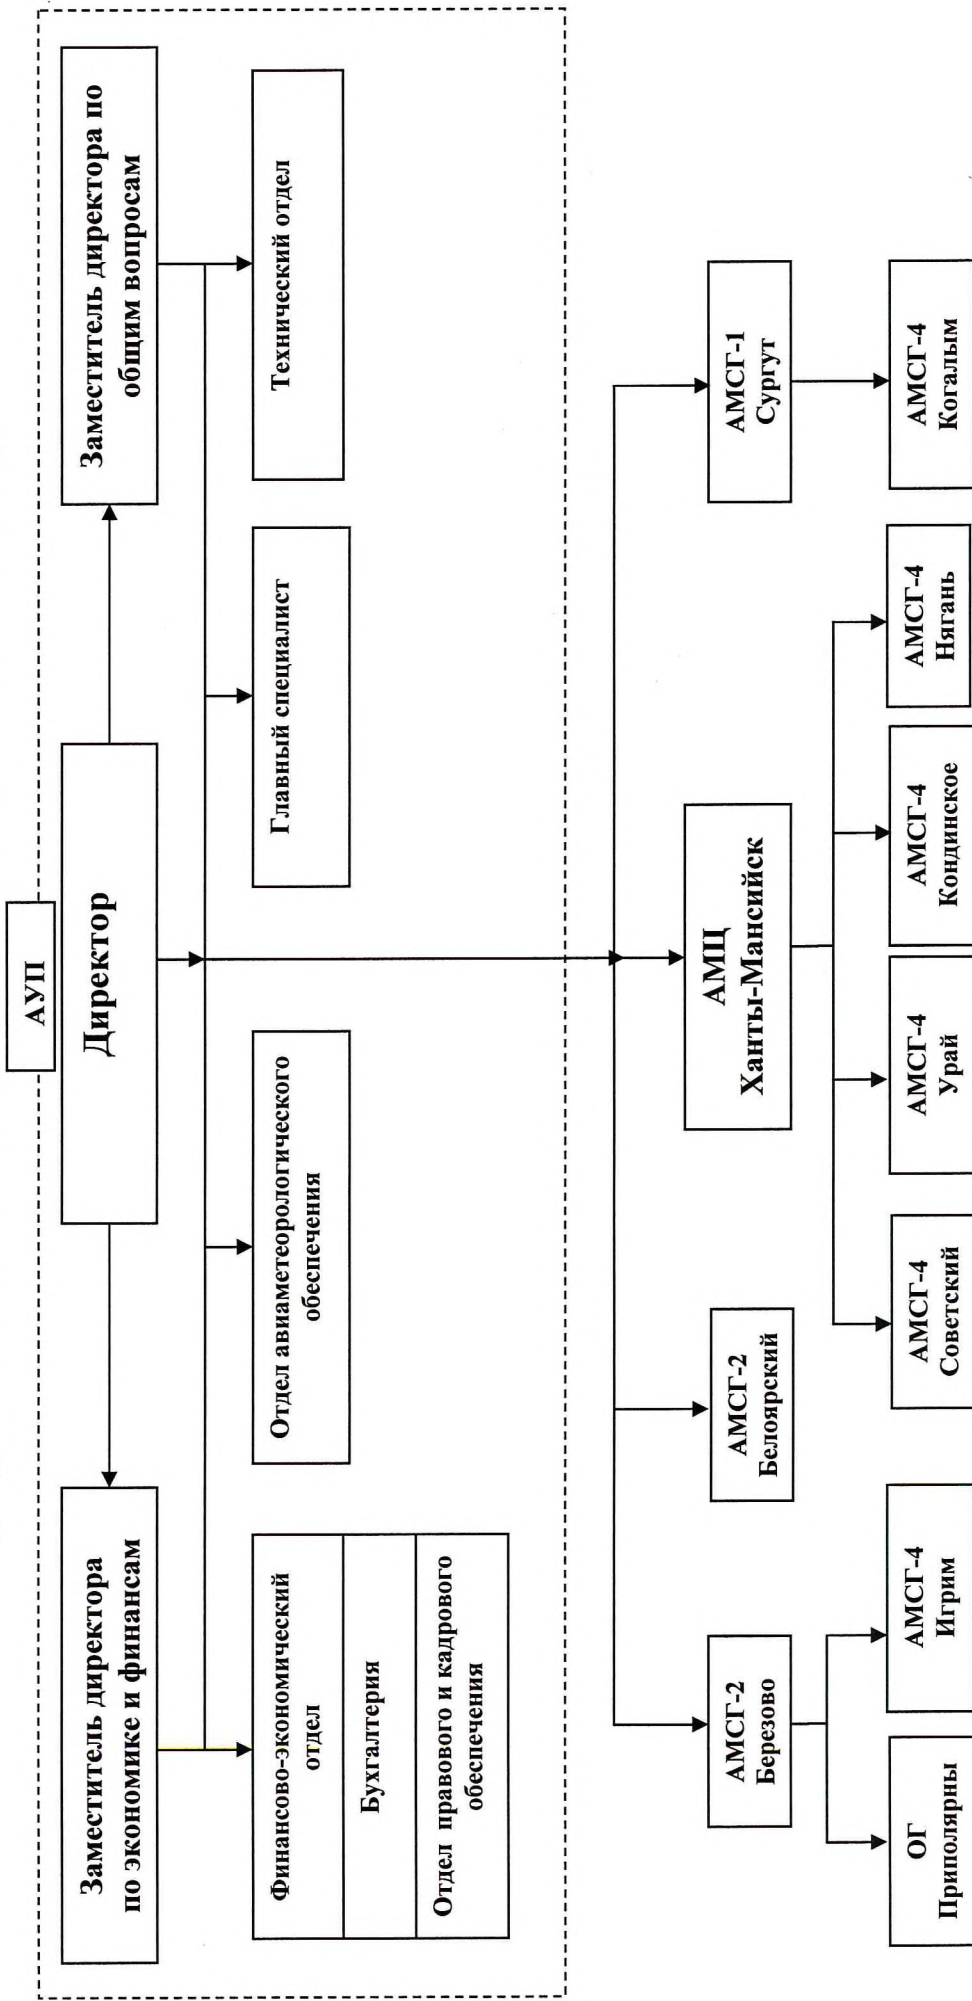 АУП
Заместитель директора
по экономике и финансам
Директор
Заместитель директора по
общим вопросам
Финансово-экономический
отдел
Бухгалтерия
Отдел правового и кадрового
обеспечения
Отдел авиаметеорологического
обеспечения
Главный специалист
Технический отдел
АМСГ-2
Березово
АМСГ-2
Белоярский
АМЦ
Ханты-Мансийск
АМСГ-1
Сургут
ОГ
Приполярны
АМСГ-4
Игрим
АМСГ-4
Советский
АМСГ-4
Урай
АМСГ-4
Кондинское
АМСГ-4
Нягань
АМСГ-4
Когалым